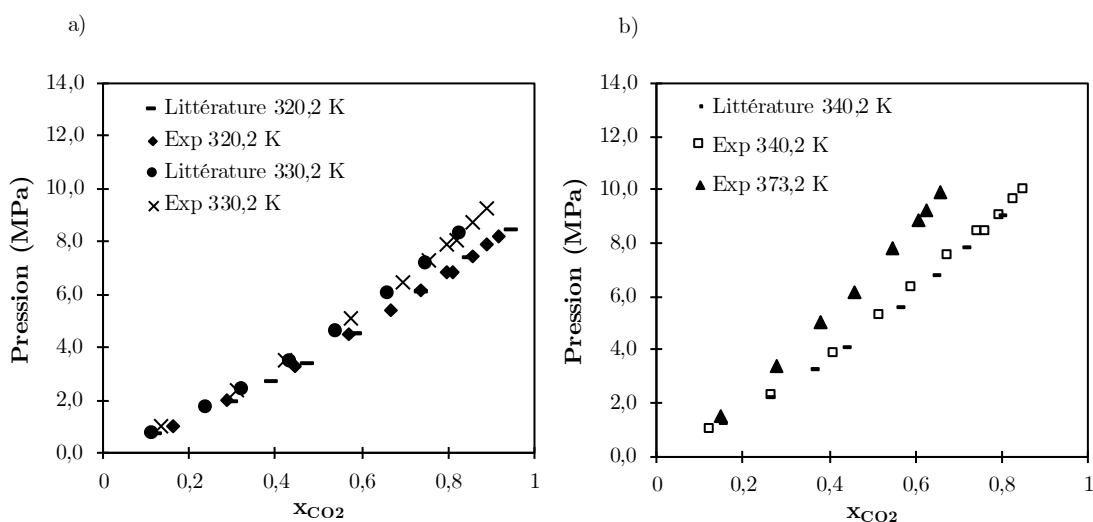 a)
14,0
12,0
10,0
8,0
6,0
4,0
2,0
0,0
Pression (MPa)
Littérature 320,2 K
Exp 320,2 K
Littérature 330,2 K
Exp 330,2 K
0
0,2
0,4
0,6
0,8
1
xCO2
b)
14,0
12,0
10,0
8,0
6,0
4,0
2,0
0,0
Pression (MPa)
Littérature 340,2 K
Exp 340,2 K
Exp 373,2 K
0
0,2
0,4
0,6
0,8
1
xCO2